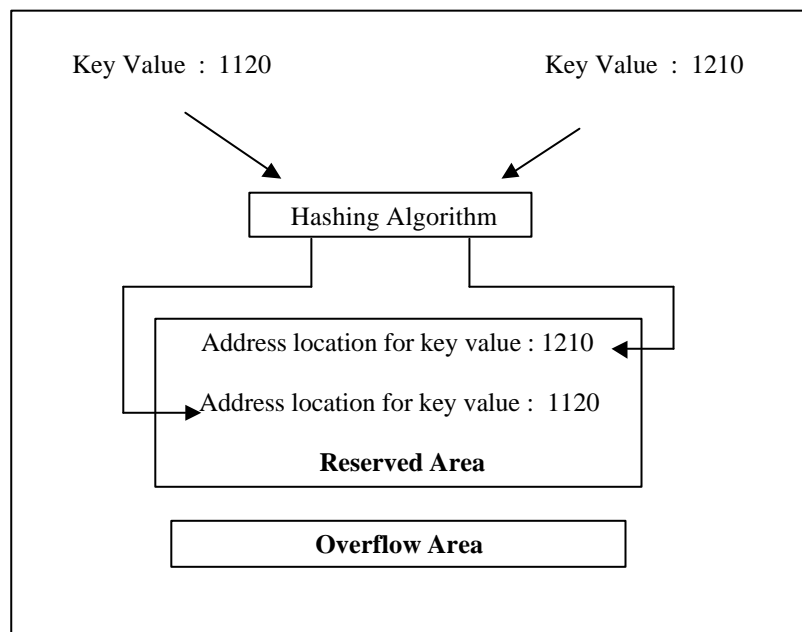 Key Value : 1120
Key Value : 1210
Hashing Algorithm
Address location for key value : 1210
Address location for key value : 1120
Reserved Area
Overflow Area